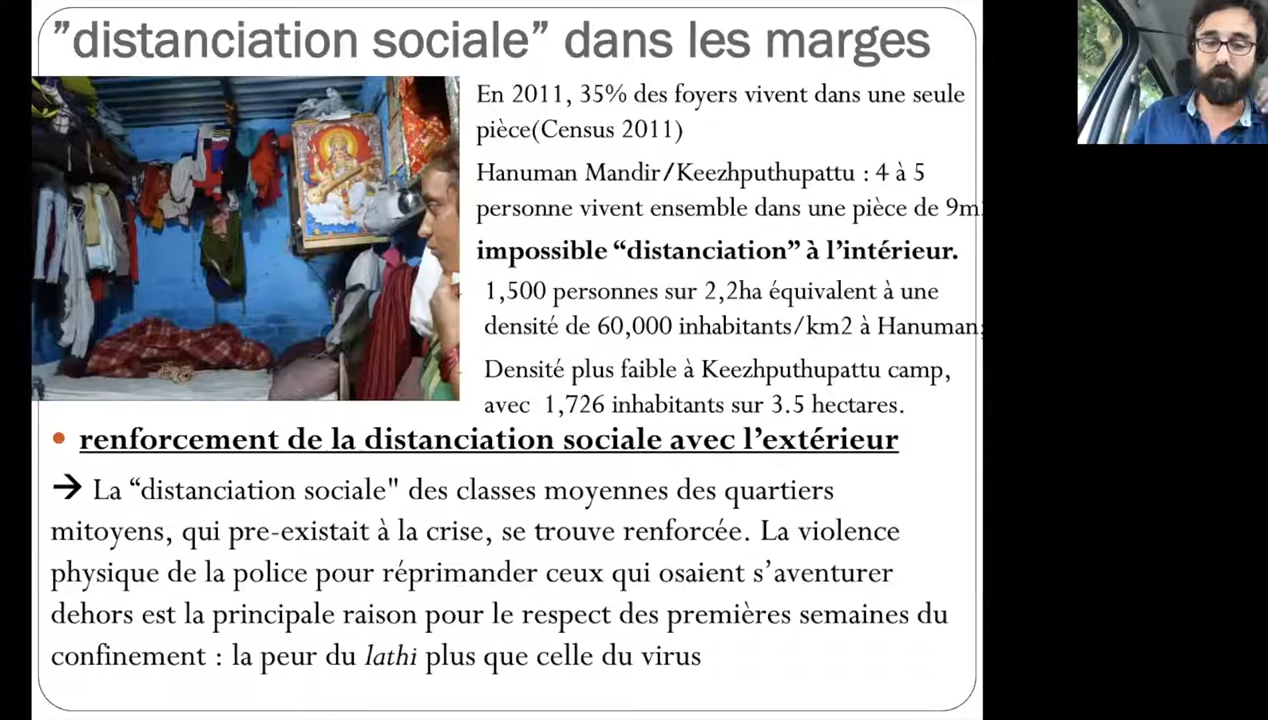 ”distanciation sociale” dans les marges
En 2011, 35% des foyers vivent dans une seule
pièce(Census 2011)
Hanuman Mandir/Keezhputhupattu : 4 à 5
personne vivent ensemble dans une pièce de 9m
impossible “distanciation” à l’intérieur.
1,500 personnes sur 2,2ha équivalent à une
densité de 60,000 inhabitants/km2 à Hanuman;
Densité plus faible à Keezhputhupattu camp,
avec 1,726 inhabitants sur 3.5 hectares.
• renforcement de la distanciation sociale avec l’extérieur
→ La “distanciation sociale" des classes moyennes des quartiers
mitoyens, qui pre-existait à la crise, se trouve renforcée. La violence
physique de la police pour réprimander ceux qui osaient s’aventurer
dehors est la principale raison pour le respect des premières semaines du
confinement : la peur du lathi plus que celle du virus